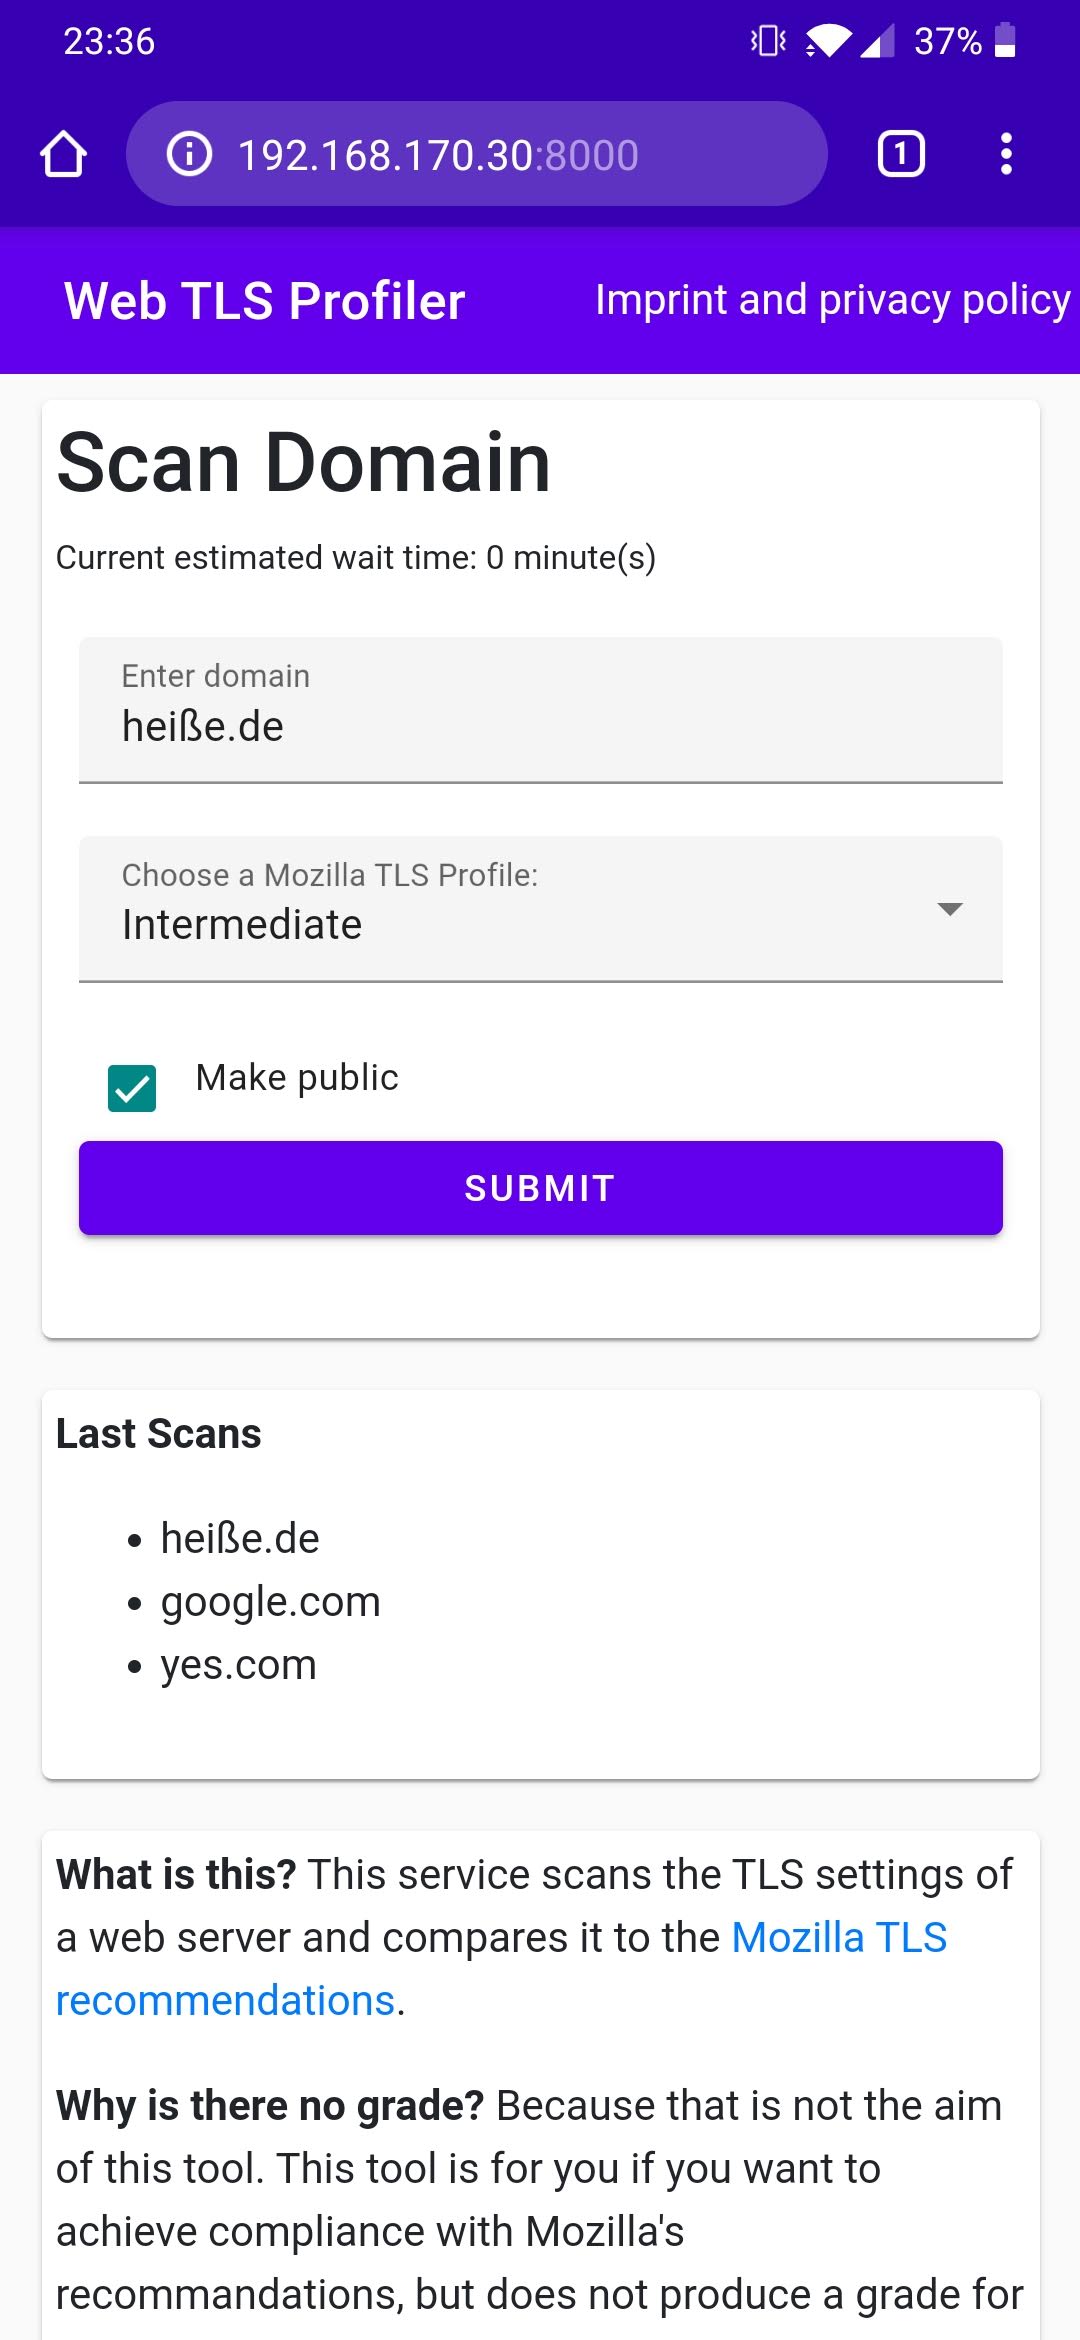 23:36
37%
192.168.170.30:8000
1
Web TLS Profiler
Imprint and privacy policy
Scan Domain
Current estimated wait time: 0 minute(s)
Enter domain
heiße.de
Choose a Mozilla TLS Profile:
Intermediate
Make public
SUBMIT
Last Scans
heiße.de
google.com
yes.com
What is this? This service scans the TLS settings of
a web server and compares it to the Mozilla TLS
recommendations.
Why is there no grade? Because that is not the aim
of this tool. This tool is for you if you want to
achieve compliance with Mozilla's
recommandations, but does not produce a grade for